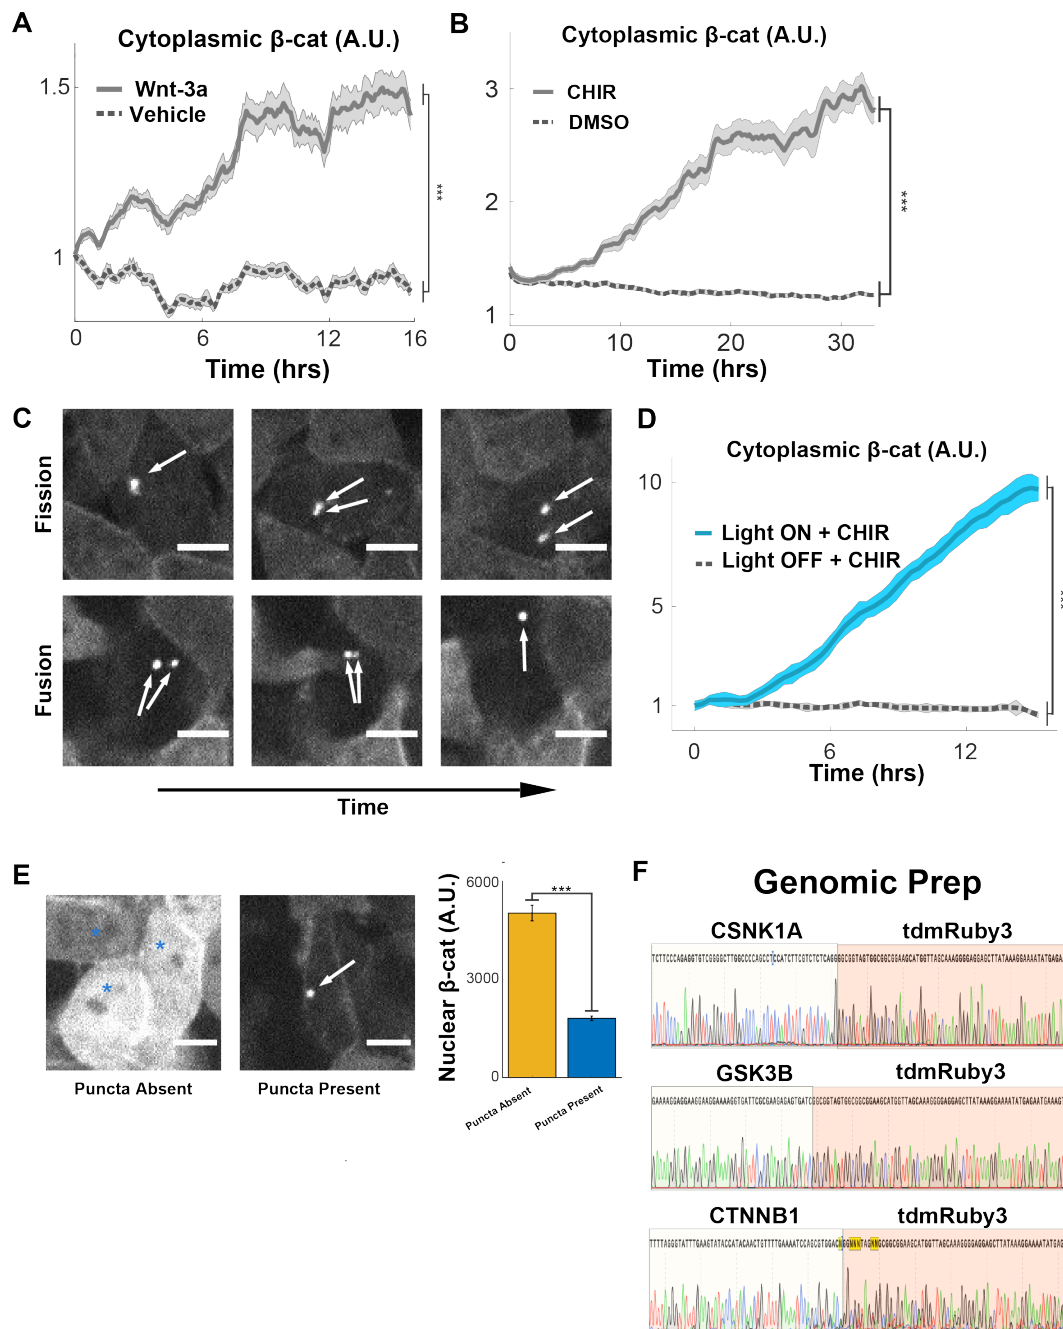 A
Cytoplasmic β-cat (A.U.)
1.5
1
Wnt-3a
Vehicle
***
0
6
12
16
Time (hrs)
B
Cytoplasmic β-cat (A.U.)
3
2
1
CHIR
DMSO
***
0
10
20
30
Time (hrs)
C
Fission
Fusion
Time
D
Cytoplasmic β-cat (A.U.)
10
5
1
Light ON + CHIR
Light OFF + CHIR
***
0
6
12
Time (hrs)
E
*
*
*
Puncta Absent
Puncta Present
Nuclear β-cat (A.U.)
6000
3000
0
***
Puncta Absent
Puncta Present
F
Genomic Prep
CSNK1A
tdmRuby3
GSK3B
tdmRuby3
CTNNB1
tdmRuby3